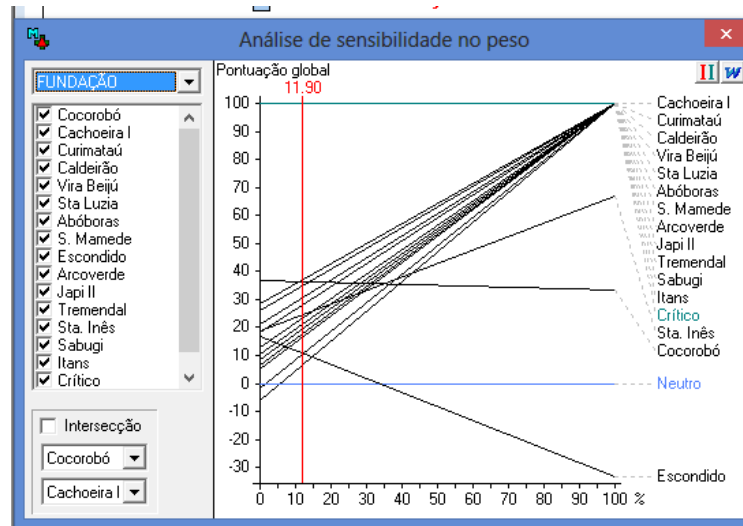 Análise de sensibilidade no peso
FUNDAÇÃO
Cocorobó
Cachoeira I
Curimataú
Caldeirão
Vira Beijú
Sta Luzia
Abóboras
S. Mamede
Escondido
Arcoverde
Japi II
Tremendal
Sta. Inês
Sabugi
Itans
Crítico
Intersecção
Cocorobó
Cachoeira I
Pontuação global
11.90
100
90
80
70
60
50
40
30
20
10
0
-10
-20
-30
0 10 20 30 40 50 60 70 80 90 100 %
Cachoeira I
Curimataú
Caldeirão
Vira Beijú
Sta Luzia
Abóboras
S. Mamede
Arcoverde
Japi II
Tremendal
Sabugi
Itans
Crítico
Sta. Inês
Cocorobó
Neutro
Escondido